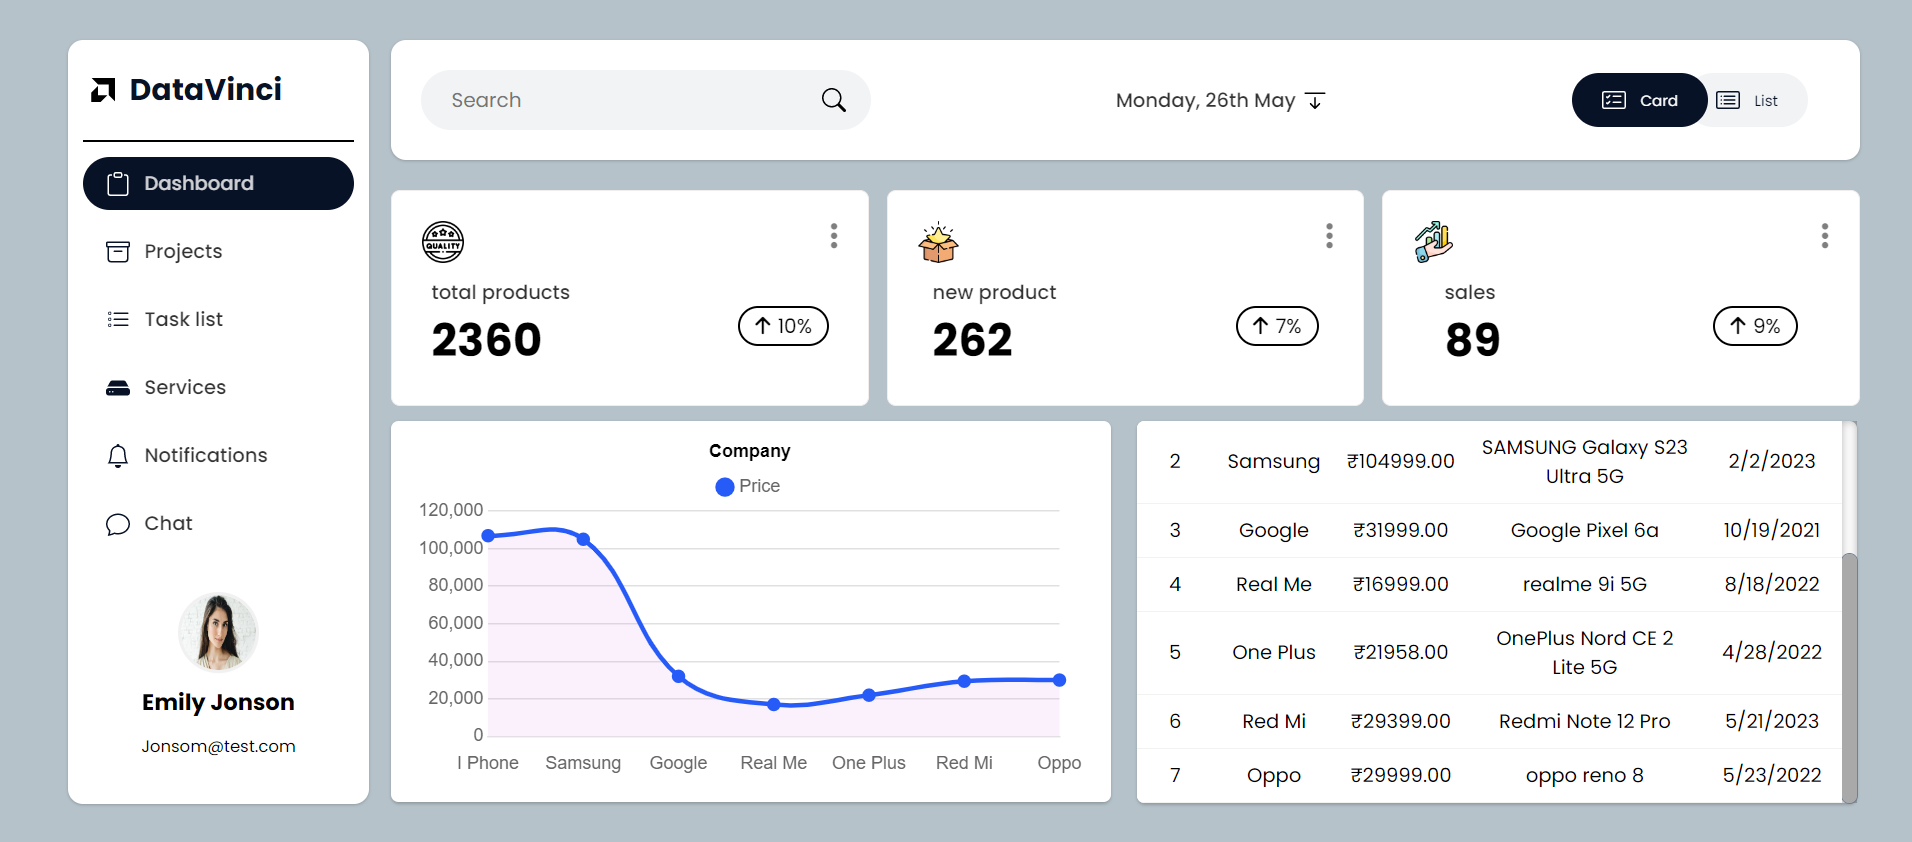 DataVinci
Dashboard
Projects
Task list
Services
Notifications
Chat
Emily Jonson
Jonsom@test.com
Search
Monday, 26th May
Card
List
QUALITY
total products
2360
10%
new product
262
7%
sales
89
9%
Company
Price
120,000
100,000
80,000
60,000
40,000
20,000
0
I Phone Samsung Google Real Me One Plus Red Mi Oppo
2 Samsung ₹104999.00 SAMSUNG Galaxy S23 Ultra 5G 2/2/2023
3 Google ₹31999.00 Google Pixel 6a 10/19/2021
4 Real Me ₹16999.00 realme 9i 5G 8/18/2022
5 One Plus ₹21958.00 OnePlus Nord CE 2 Lite 5G 4/28/2022
6 Red Mi ₹29399.00 Redmi Note 12 Pro 5/21/2023
7 Oppo ₹29999.00 oppo reno 8 5/23/2022